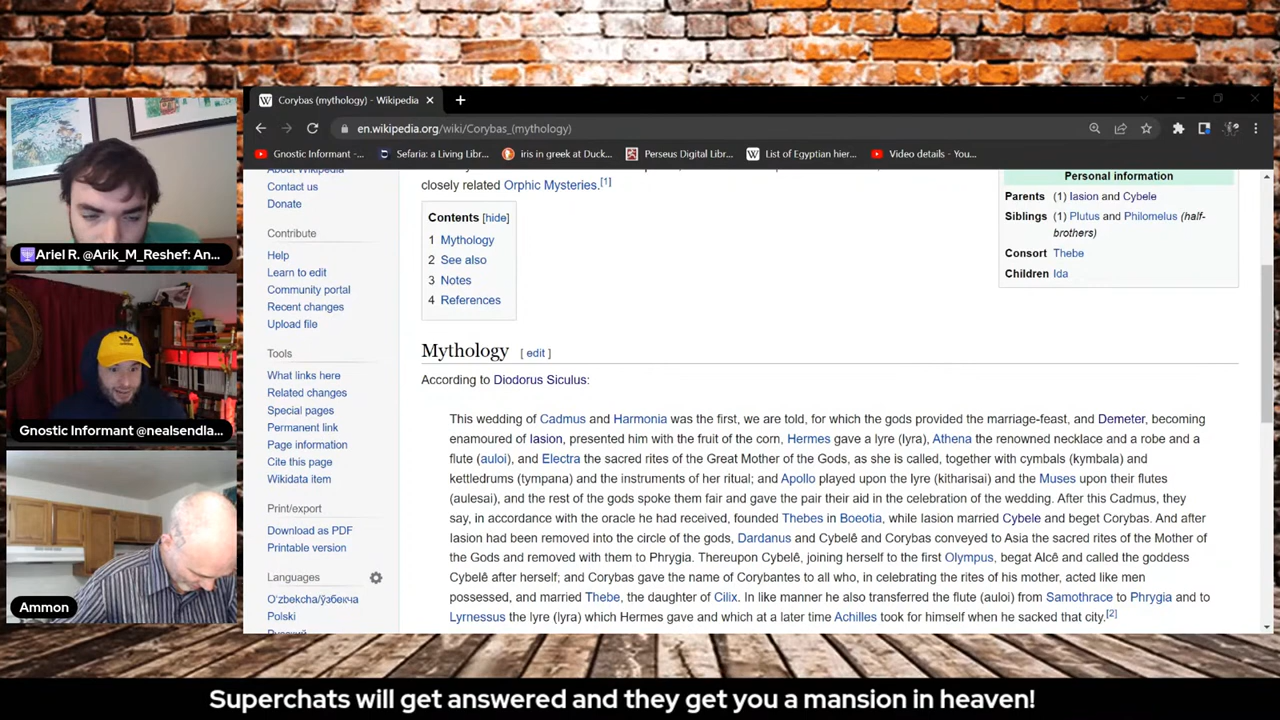 Corybas (mythology) - Wikipedia
en.wikipedia.org/wiki/Corybas_(mythology)
Gnostic Informant -...
Sefaria: a Living Libr...
iris in greek at Duck...
Perseus Digital Libr...
List of Egyptian hier...
Video details - You...
About Wikipedia
Contact us
Donate
Contribute
Help
Learn to edit
Community portal
Recent changes
Upload file
Tools
What links here
Related changes
Special pages
Permanent link
Page information
Cite this page
Wikidata item
Print/export
Download as PDF
Printable version
Languages
Oʻzbekcha/ўзбекча
Polski
Русский
closely related Orphic Mysteries.[1]
Contents [hide]
1 Mythology
2 See also
3 Notes
4 References
Personal information
Parents (1) Iasion and Cybele
Siblings (1) Plutus and Philomelus (half-
brothers)
Consort Thebe
Children Ida
Mythology [ edit ]
According to Diodorus Siculus:
This wedding of Cadmus and Harmonia was the first, we are told, for which the gods provided the marriage-feast, and Demeter, becoming
enamoured of Iasion, presented him with the fruit of the corn, Hermes gave a lyre (lyra), Athena the renowned necklace and a robe and a
flute (auloi), and Electra the sacred rites of the Great Mother of the Gods, as she is called, together with cymbals (kymbala) and
kettledrums (tympana) and the instruments of her ritual; and Apollo played upon the lyre (kitharisai) and the Muses upon their flutes
(aulesai), and the rest of the gods spoke them fair and gave the pair their aid in the celebration of the wedding. After this Cadmus, they
say, in accordance with the oracle he had received, founded Thebes in Boeotia, while Iasion married Cybele and beget Corybas. And after
Iasion had been removed into the circle of the gods, Dardanus and Cybele and Corybas conveyed to Asia the sacred rites of the Mother of
the Gods and removed with them to Phrygia. Thereupon Cybelê, joining herself to the first Olympus, begat Alcê and called the goddess
Cybelê after herself; and Corybas gave the name of Corybantes to all who, in celebrating the rites of his mother, acted like men
possessed, and married Thebe, the daughter of Cilix. In like manner he also transferred the flute (auloi) from Samothrace to Phrygia and to
Lyrnessus the lyre (lyra) which Hermes gave and which at a later time Achilles took for himself when he sacked that city.[2]
Ariel R. @Arik_M_Reshef: An...
Gnostic Informant @nealsendla...
Ammon
Superchats will get answered and they get you a mansion in heaven!